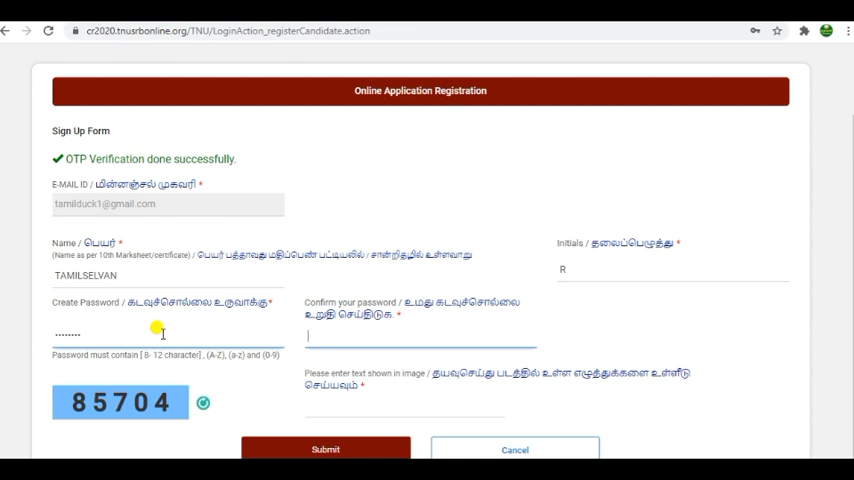 cr2020.tnusrbonline.org/TNU/LoginAction_registerCandidate.action
Online Application Registration
Sign Up Form
OTP Verification done successfully.
E-MAIL ID / மின்னஞ்சல் முகவரி *
tamilduck1@gmail.com
Name / பெயர் *
(Name as per 10th Marksheet/certificate) / பெயர் பத்தாவது மதிப்பெண் பட்டியலில் / சான்றிதழில் உள்ளவாறு
TAMILSELVAN
Initials / தலைப்பெழுத்து *
R
Create Password / கடவுச்சொல்லை உருவாக்கு*
········
Password must contain [ 8- 12 character] , (A-Z), (a-z) and (0-9)
Confirm your password / உமது கடவுச்சொல்லை
உறுதி செய்திடுக. *
85704
Please enter text shown in image / தயவுசெய்து படத்தில் உள்ள எழுத்துக்களை உள்ளீடு
செய்யவும் *
Submit
Cancel